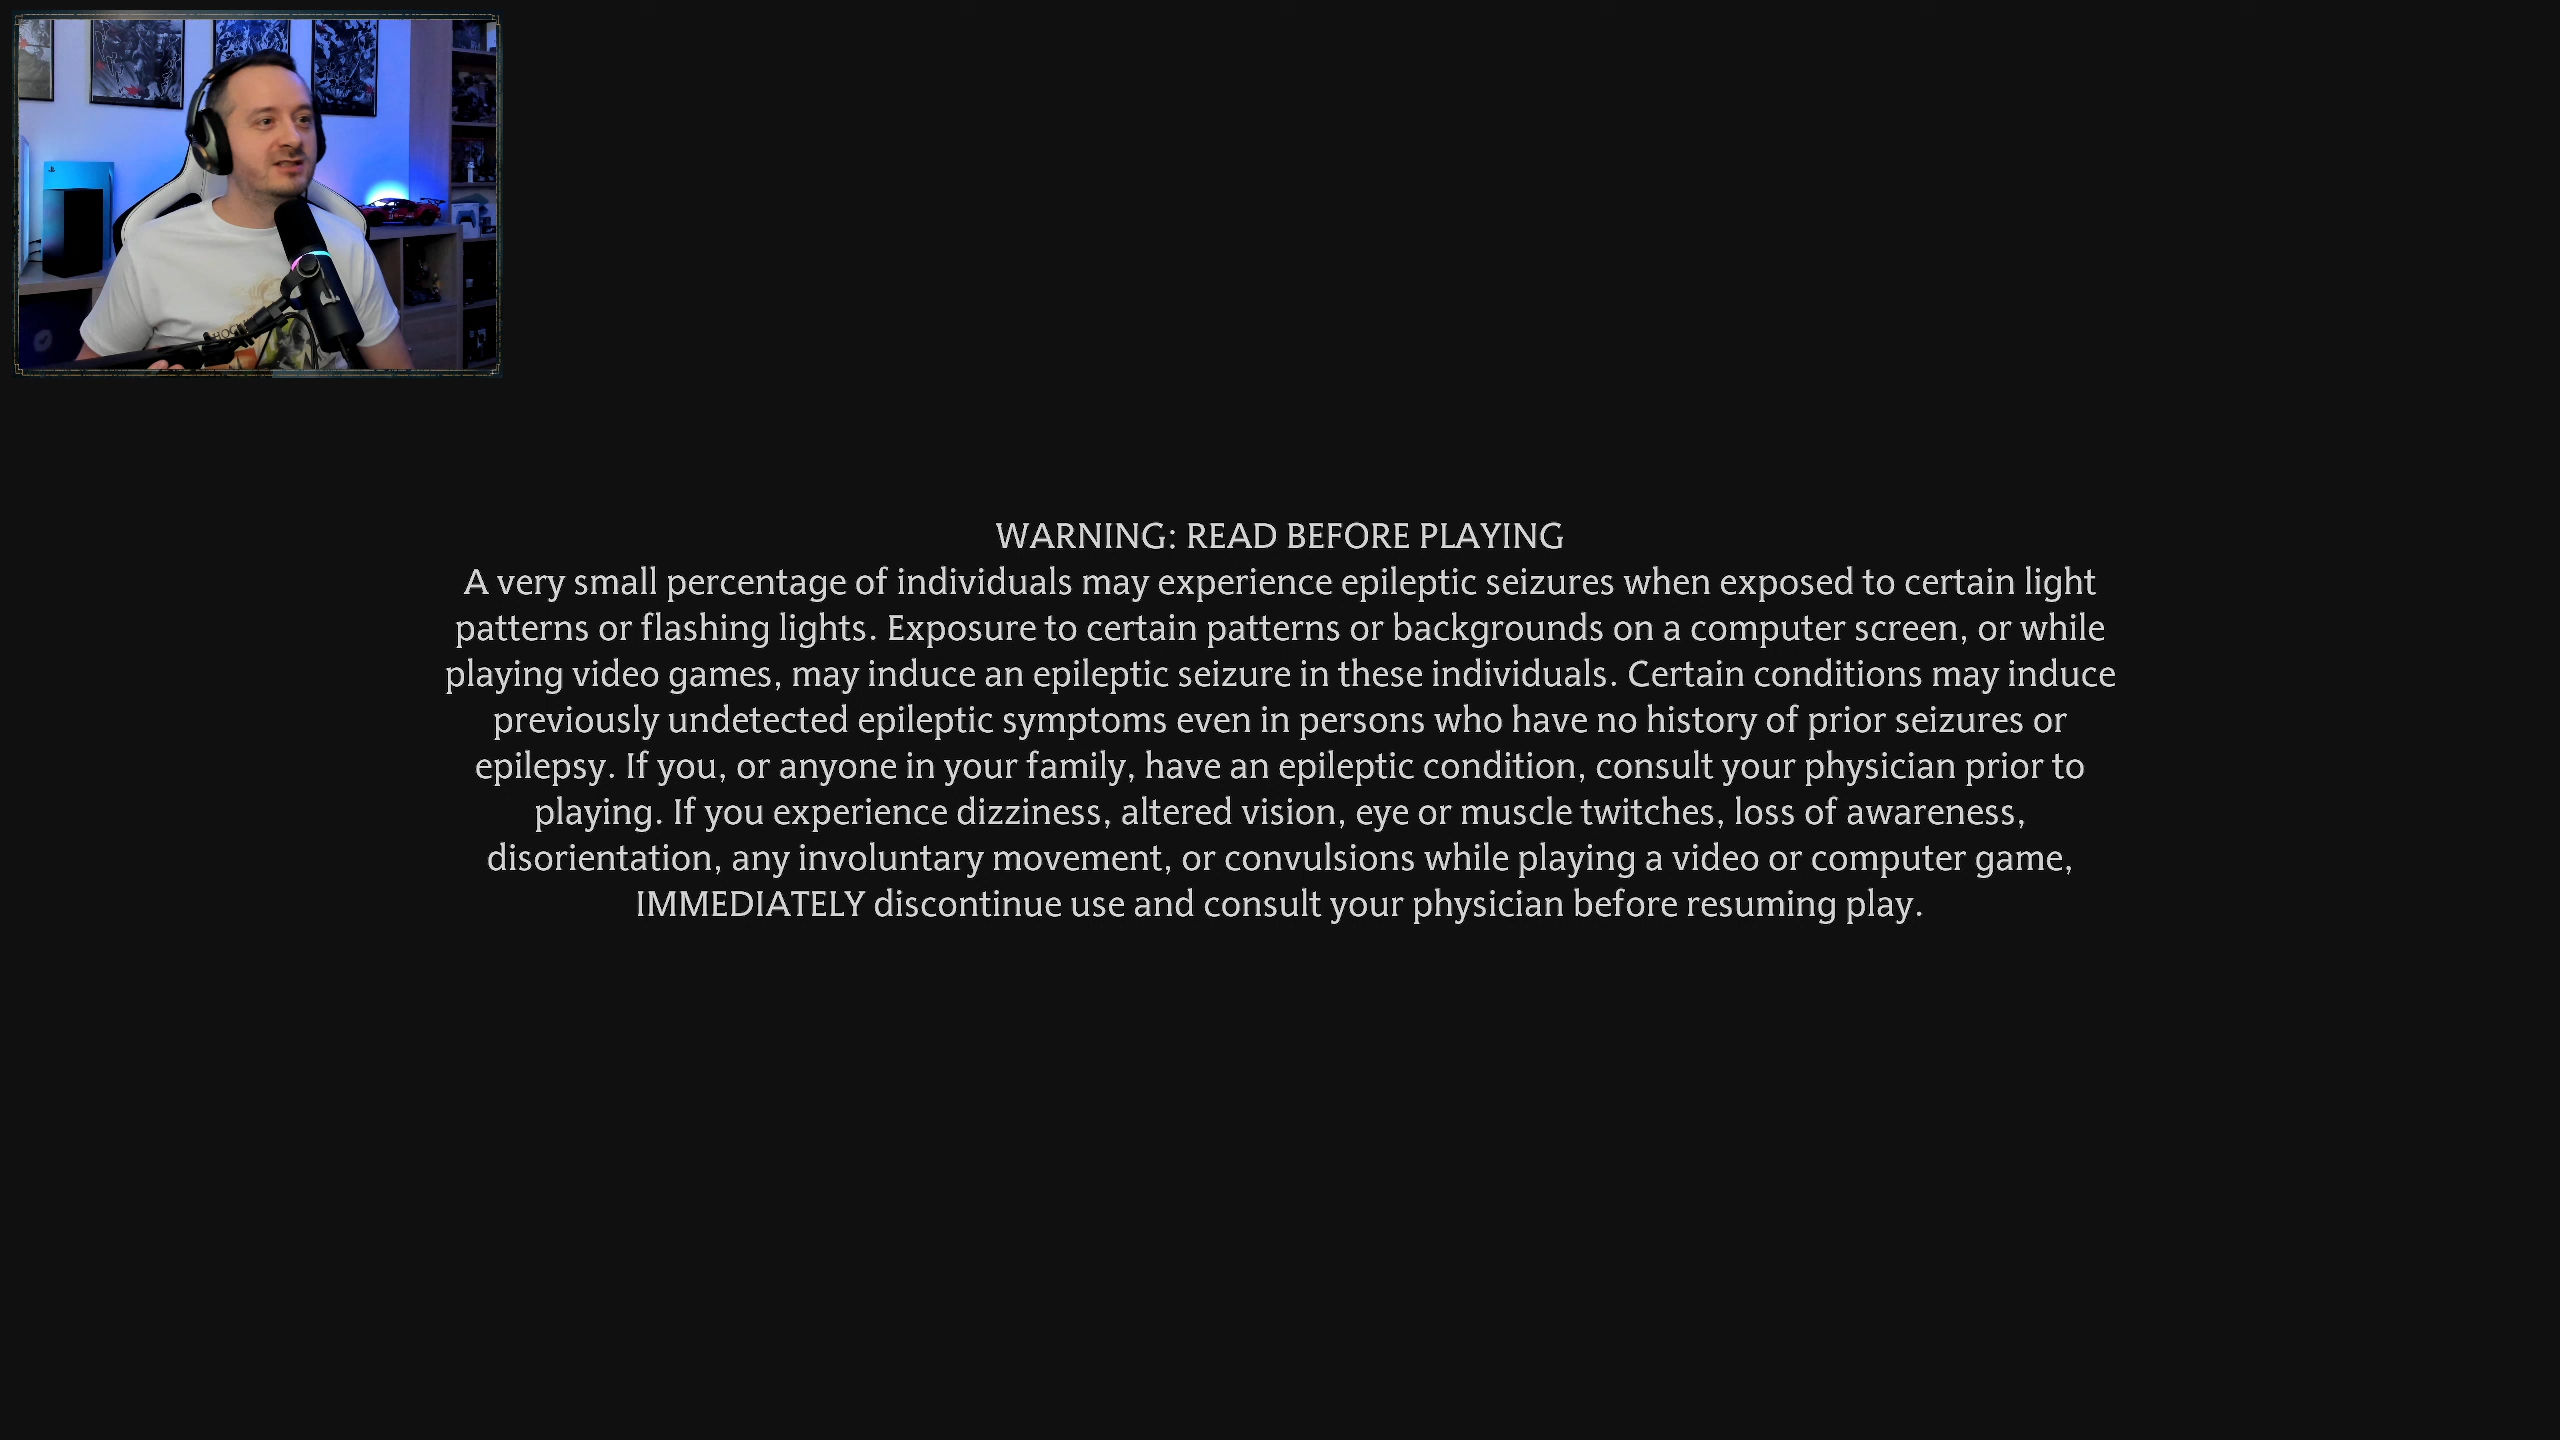 WARNING: READ BEFORE PLAYING
A very small percentage of individuals may experience epileptic seizures when exposed to certain light
patterns or flashing lights. Exposure to certain patterns or backgrounds on a computer screen, or while
playing video games, may induce an epileptic seizure in these individuals. Certain conditions may induce
previously undetected epileptic symptoms even in persons who have no history of prior seizures or
epilepsy. If you, or anyone in your family, have an epileptic condition, consult your physician prior to
playing. If you experience dizziness, altered vision, eye or muscle twitches, loss of awareness,
disorientation, any involuntary movement, or convulsions while playing a video or computer game,
IMMEDIATELY discontinue use and consult your physician before resuming play.